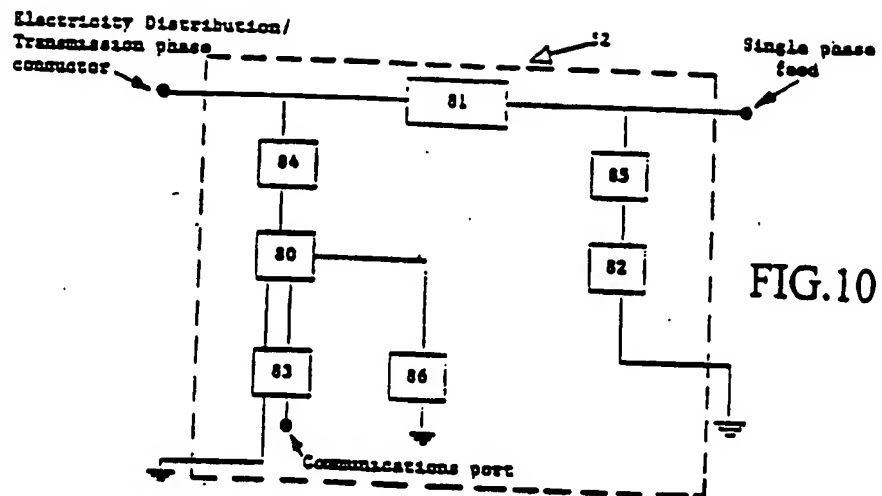 Electricity Distribution/
Transmission phase
conductor
52
Single phase
feed
81
84
85
80
82
FIG.10
83
86
Communications port